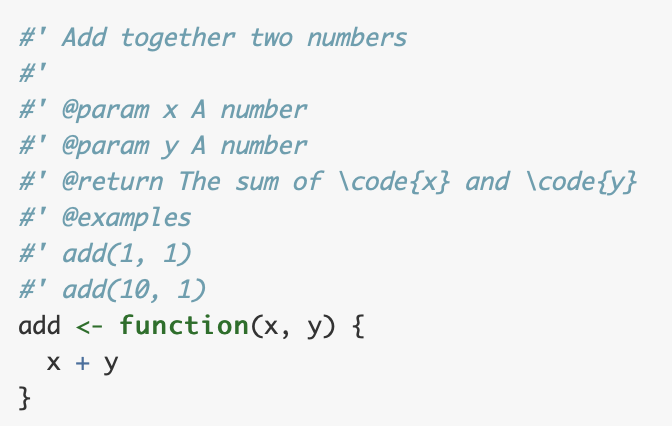 #' Add together two numbers
#'
#' @param x A number
#' @param y A number
#' @return The sum of \code{x} and \code{y}
#' @examples
#' add(1, 1)
#' add(10, 1)
add <- function(x, y) {
  x + y
}